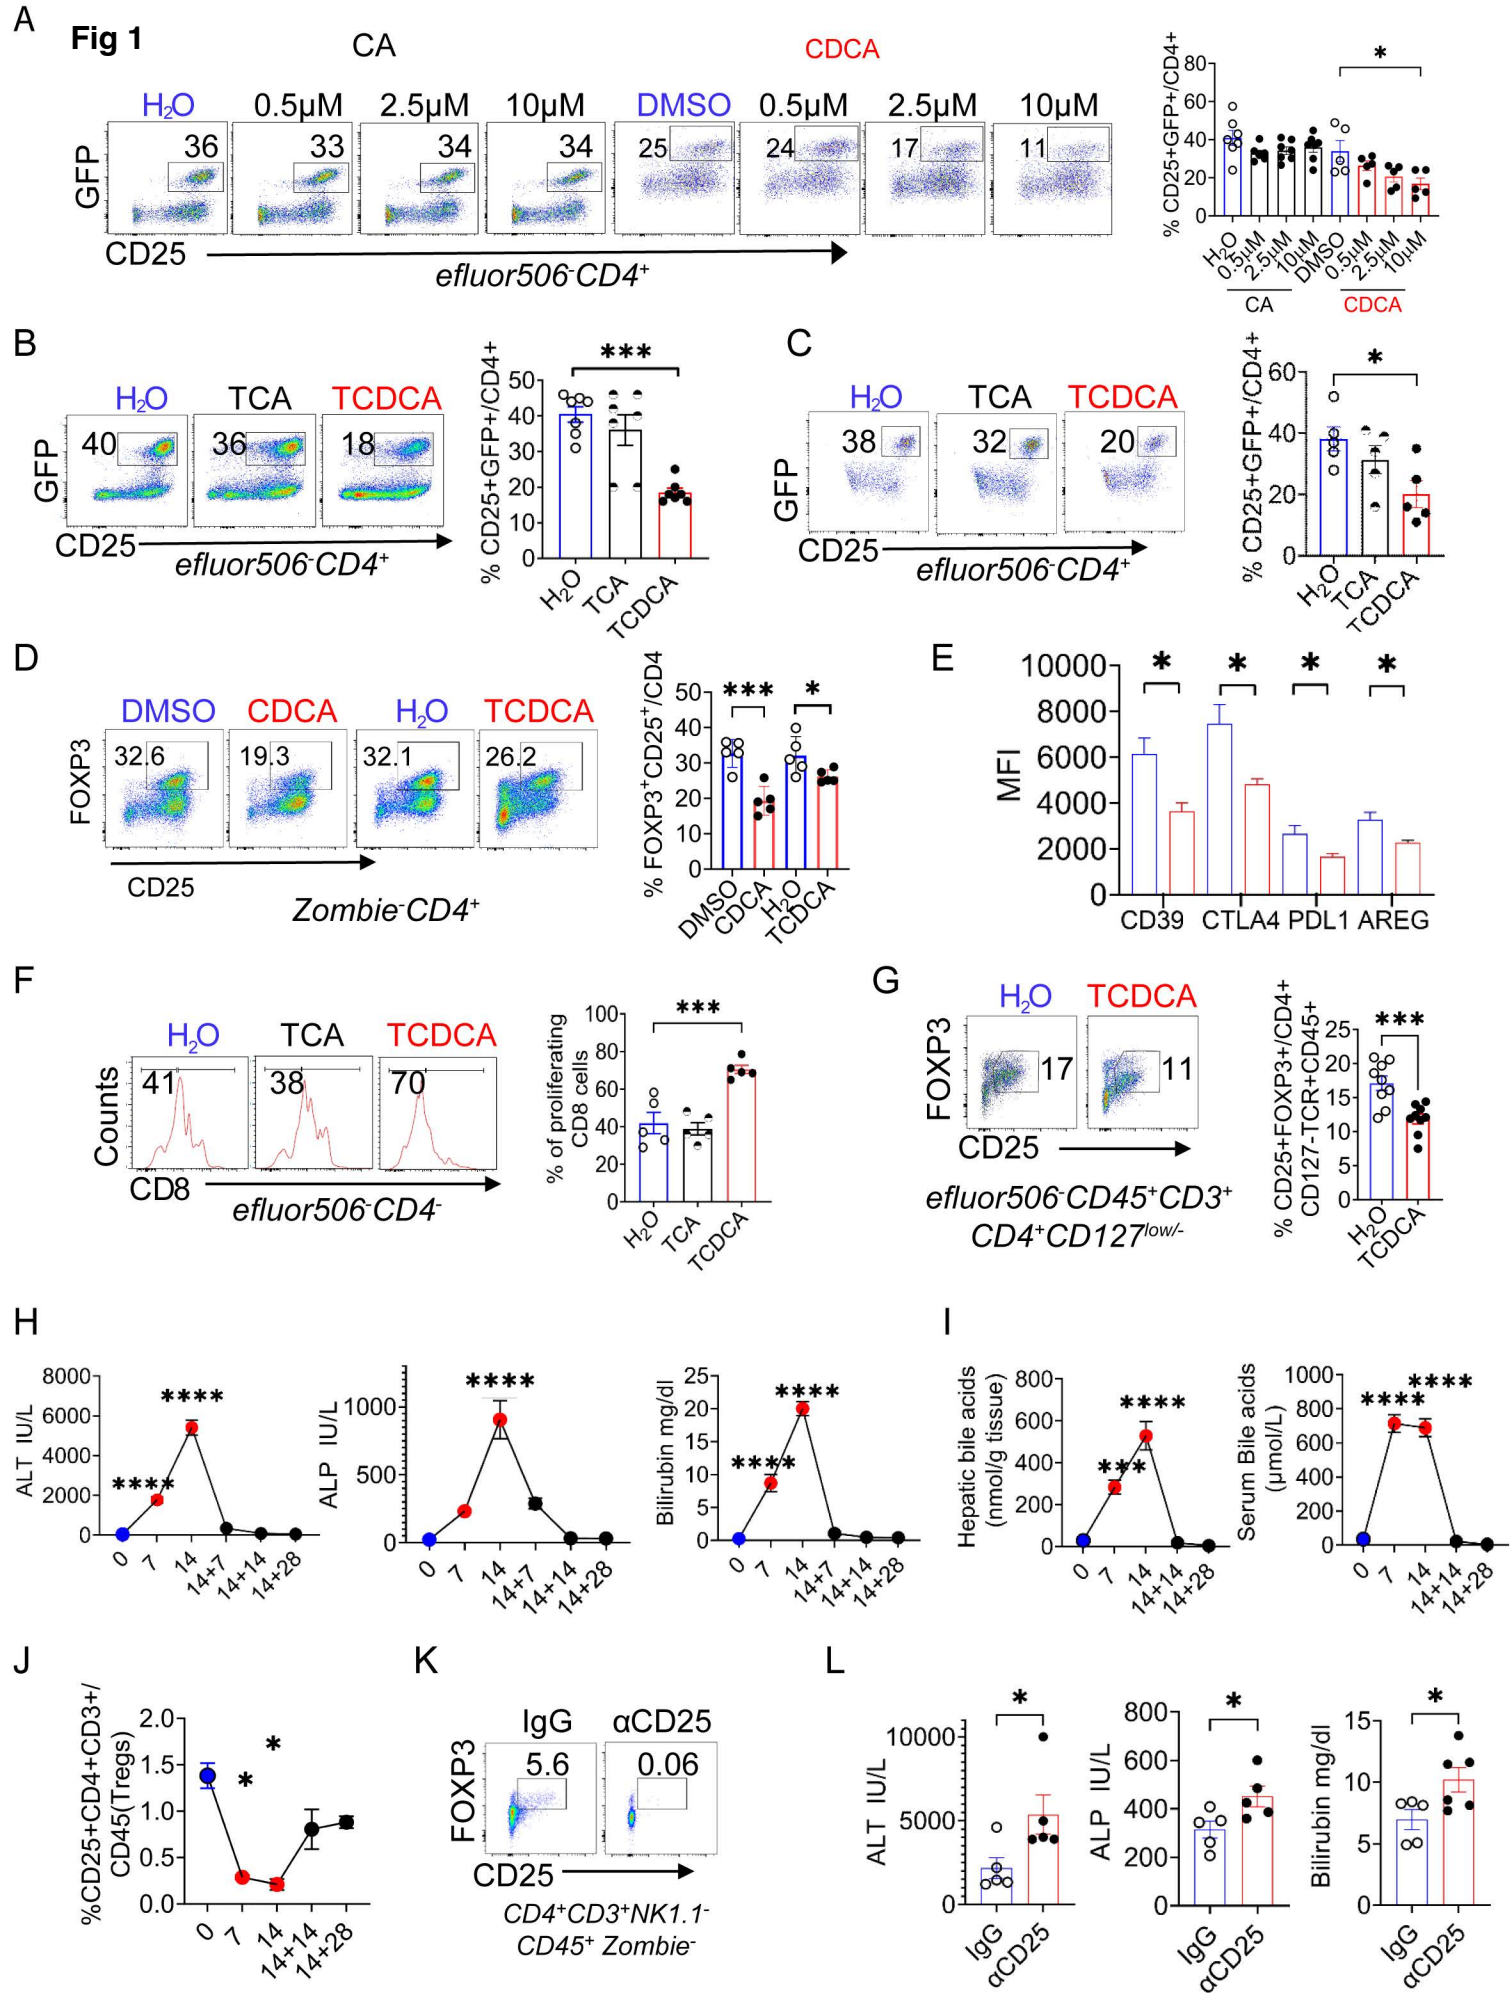 A
Fig 1
CA
CDCA
H₂O 0.5μM 2.5μM 10μM DMSO 0.5μM 2.5μM 10μM
36 33 34 34 25 24 17 11
GFP
CD25
efluor506⁻CD4⁺
% CD25+GFP+/CD4+
80
60
40
20
0
*
H₂O 0.5μM 2.5μM 10μM DMSO 0.5μM 2.5μM 10μM
CA CDCA
B
H₂O TCA TCDCA
40 36 18
GFP
CD25
efluor506⁻CD4⁺
% CD25+GFP+/CD4+
50
40
30
20
10
0
***
H₂O TCA TCDCA
C
H₂O TCA TCDCA
38 32 20
GFP
CD25
efluor506⁻CD4⁺
% CD25+GFP+/CD4+
60
40
20
0
*
H₂O TCA TCDCA
D
DMSO CDCA H₂O TCDCA
32.6 19.3 32.1 26.2
FOXP3
CD25
Zombie⁻CD4⁺
% FOXP3⁺CD25⁺/CD4
50
40
30
20
10
0
*** *
DMSO CDCA H₂O TCDCA
E
MFI
10000
8000
6000
4000
2000
0
* * * *
CD39 CTLA4 PDL1 AREG
F
H₂O TCA TCDCA
41 38 70
Counts
CD8
efluor506⁻CD4⁻
% of proliferating
CD8 cells
100
80
60
40
20
0
***
H₂O TCA TCDCA
G
H₂O TCDCA
17 11
FOXP3
CD25
efluor506⁻CD45⁺CD3⁺
CD4⁺CD127low/-
% CD25+FOXP3+/CD4+
CD127-TCR+CD45+
25
20
15
10
5
0
***
H₂O TCDCA
H
ALT IU/L
8000
6000
4000
2000
0
**** ****
0 7 14 14+7 14+14 14+28
ALP IU/L
1000
500
0
****
0 7 14 14+7 14+14 14+28
Bilirubin mg/dl
25
20
15
10
5
0
**** ****
0 7 14 14+7 14+14 14+28
I
Hepatic bile acids
(nmol/g tissue)
800
600
400
200
0
*** ****
0 7 14 14+14 14+28
Serum Bile acids
(μmol/L)
1000
800
600
400
200
0
**** ****
0 7 14 14+14 14+28
J
%CD25+CD4+CD3+/
CD45(Tregs)
2.0
1.5
1.0
0.5
0.0
* *
0 7 14 14+14 14+28
K
IgG αCD25
5.6 0.06
FOXP3
CD25
CD4⁺CD3⁺NK1.1⁻
CD45⁺ Zombie⁻
L
ALT IU/L
10000
5000
0
*
IgG αCD25
ALP IU/L
800
600
400
200
0
*
IgG αCD25
Bilirubin mg/dl
15
10
5
0
*
IgG αCD25